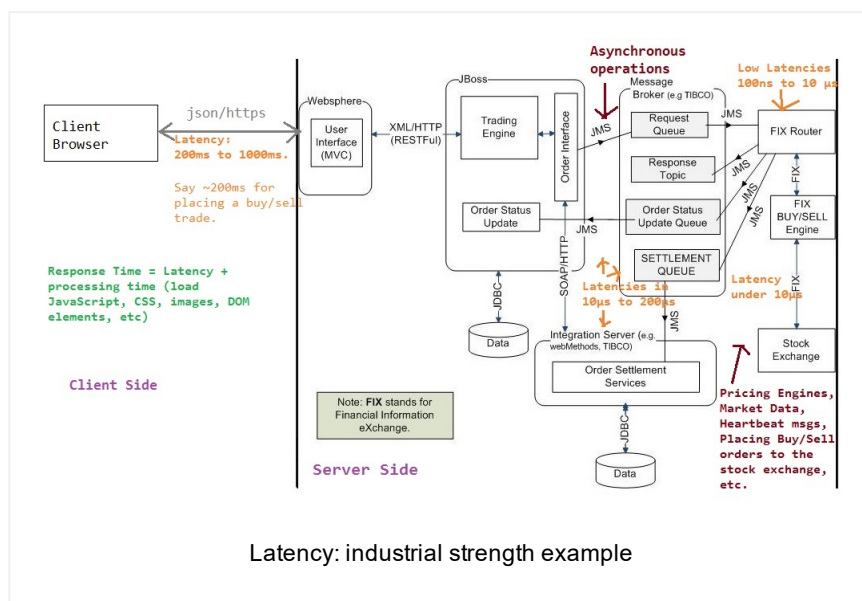 Asynchronous
operations
Low Latencies
100ns to 10 µs
JBoss
Message
Broker (e.g TIBCO)
Websphere
Client
Browser
json/https
Latency:
200ms to 1000ms.
Say ~200ms for
placing a buy/sell
trade.
User
Interface
(MVC)
XML/HTTP
(RESTFul)
Trading
Engine
Order Interface
JMS
Request
Queue
JMS
FIX Router
Response
Topic
JMS
JMS
JMS
FIX
Order Status
Update
JMS
Order Status
Update Queue
FIX
BUY/SELL
Engine
SETTLEMENT
QUEUE
Response Time = Latency +
processing time (load
JavaScript, CSS, images, DOM
elements, etc)
SOAP/HTTP
Latencies in
10µs to 200µs
Latency
under 10µs
FIX
JDBC
JMS
Data
Integration Server (e.g.
webMethods, TIBCO)
Stock
Exchange
Order Settlement
Services
Client Side
Note: FIX stands for
Financial Information
eXchange.
Pricing Engines,
Market Data,
Heartbeat msgs,
Placing Buy/Sell
orders to the
stock exchange,
etc.
JDBC
Server Side
Data
Latency: industrial strength example